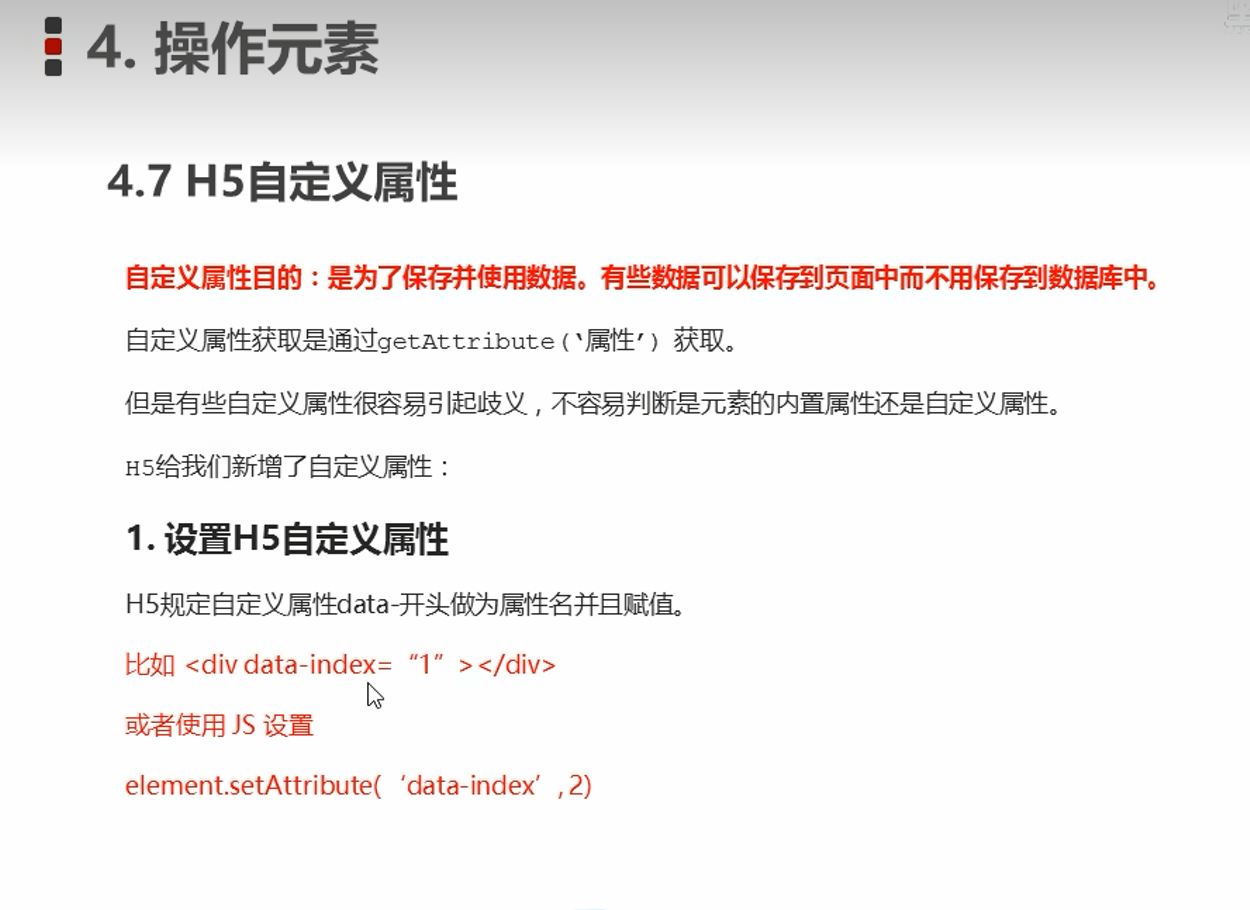 4. 操作元素
4.7 H5自定义属性
自定义属性目的：是为了保存并使用数据。有些数据可以保存到页面中而不用保存到数据库中。
自定义属性获取是通过getAttribute(‘属性’) 获取。
但是有些自定义属性很容易引起歧义，不容易判断是元素的内置属性还是自定义属性。
H5给我们新增了自定义属性：
1. 设置H5自定义属性
H5规定自定义属性data-开头做为属性名并且赋值。
比如 <div data-index=“1”></div>
或者使用 JS 设置
element.setAttribute(‘data-index’, 2)